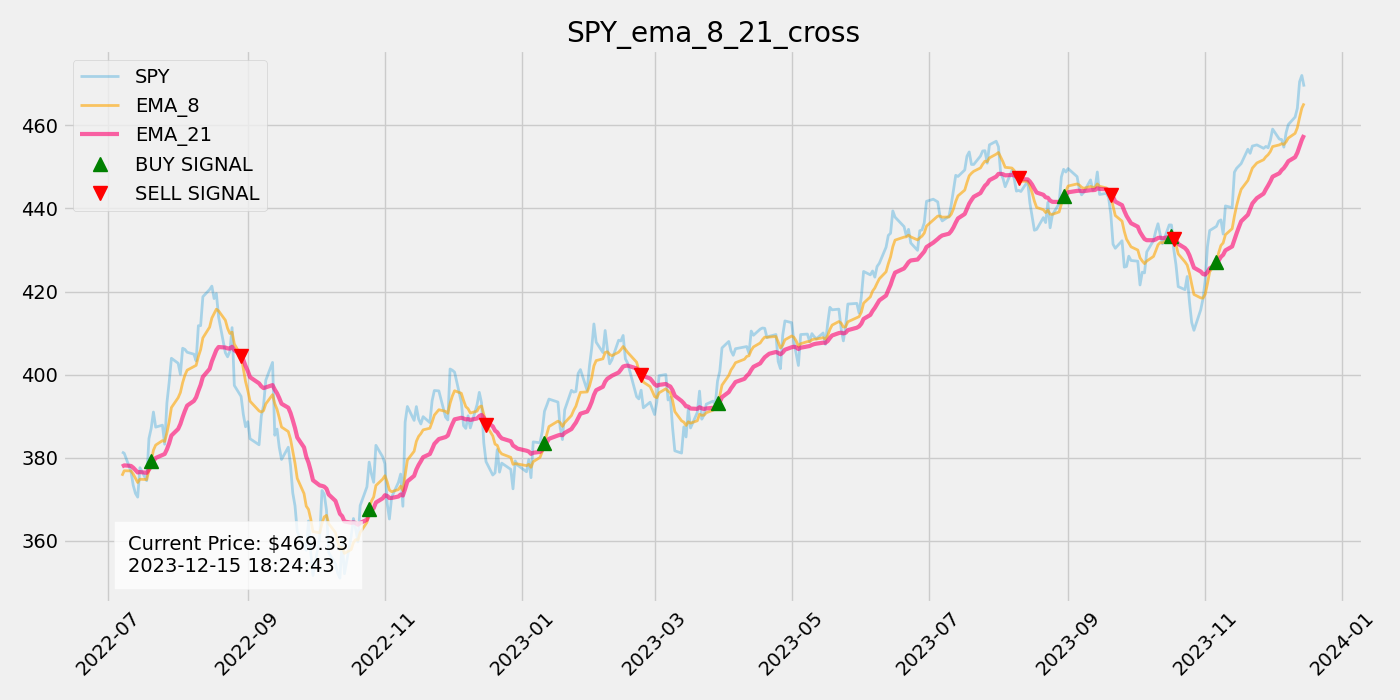 SPY_ema_8_21_cross
SPY
EMA_8
EMA_21
BUY SIGNAL
SELL SIGNAL
460
440
420
400
380
360
Current Price: $469.33
2023-12-15 18:24:43
2022-07
2022-09
2022-11
2023-01
2023-03
2023-05
2023-07
2023-09
2023-11
2024-01